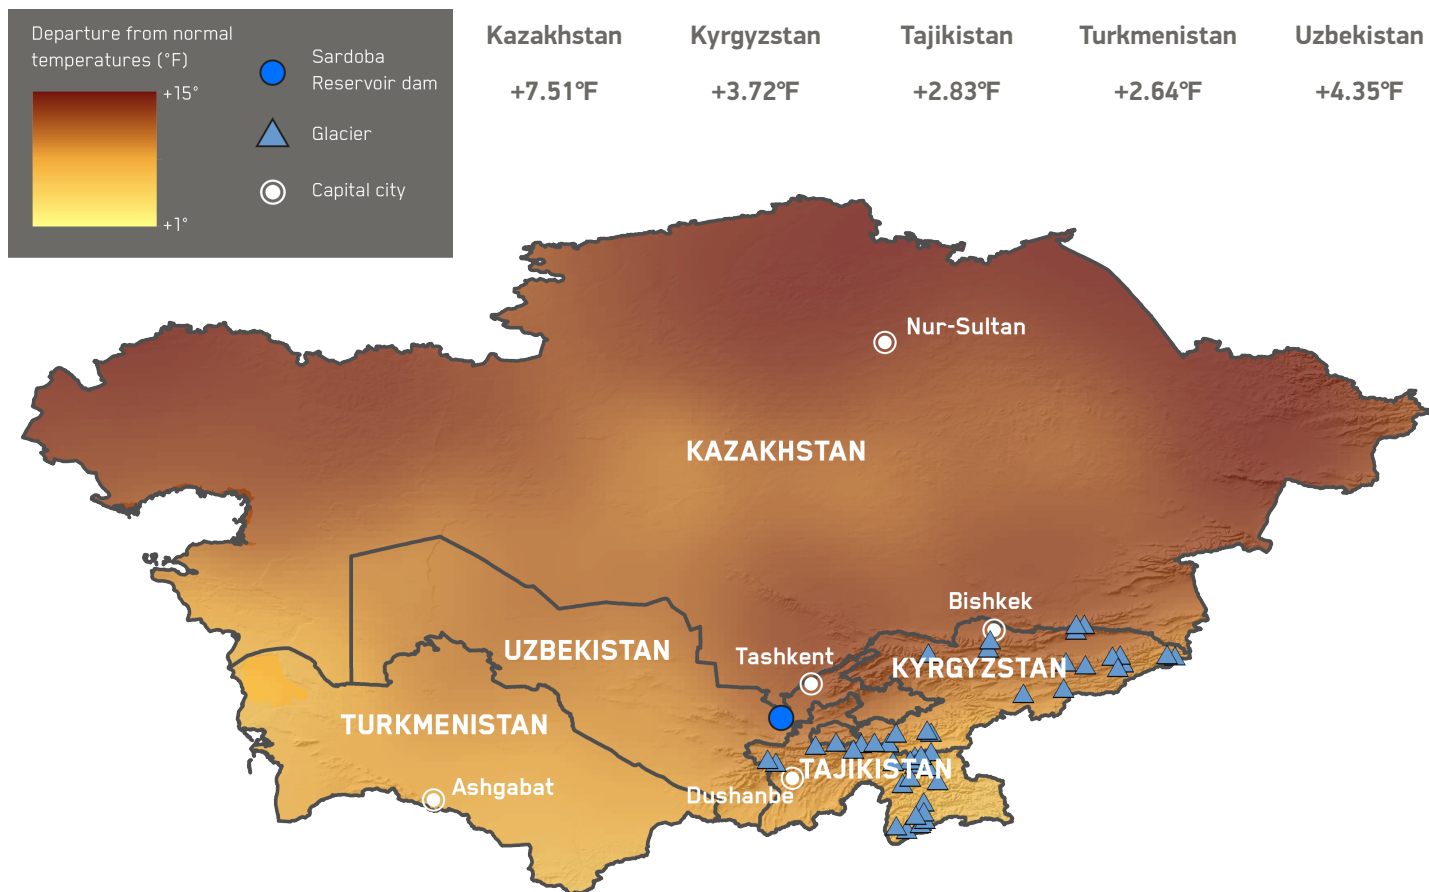 Departure from normal
temperatures (°F)
+15°
+1°
Sardoba
Reservoir dam
Glacier
Capital city
Kazakhstan
Kyrgyzstan
Tajikistan
Turkmenistan
Uzbekistan
+7.51°F
+3.72°F
+2.83°F
+2.64°F
+4.35°F
Nur-Sultan
KAZAKHSTAN
Bishkek
UZBEKISTAN
Tashkent
KYRGYZSTAN
TURKMENISTAN
TAJIKISTAN
Ashgabat
Dushanbe